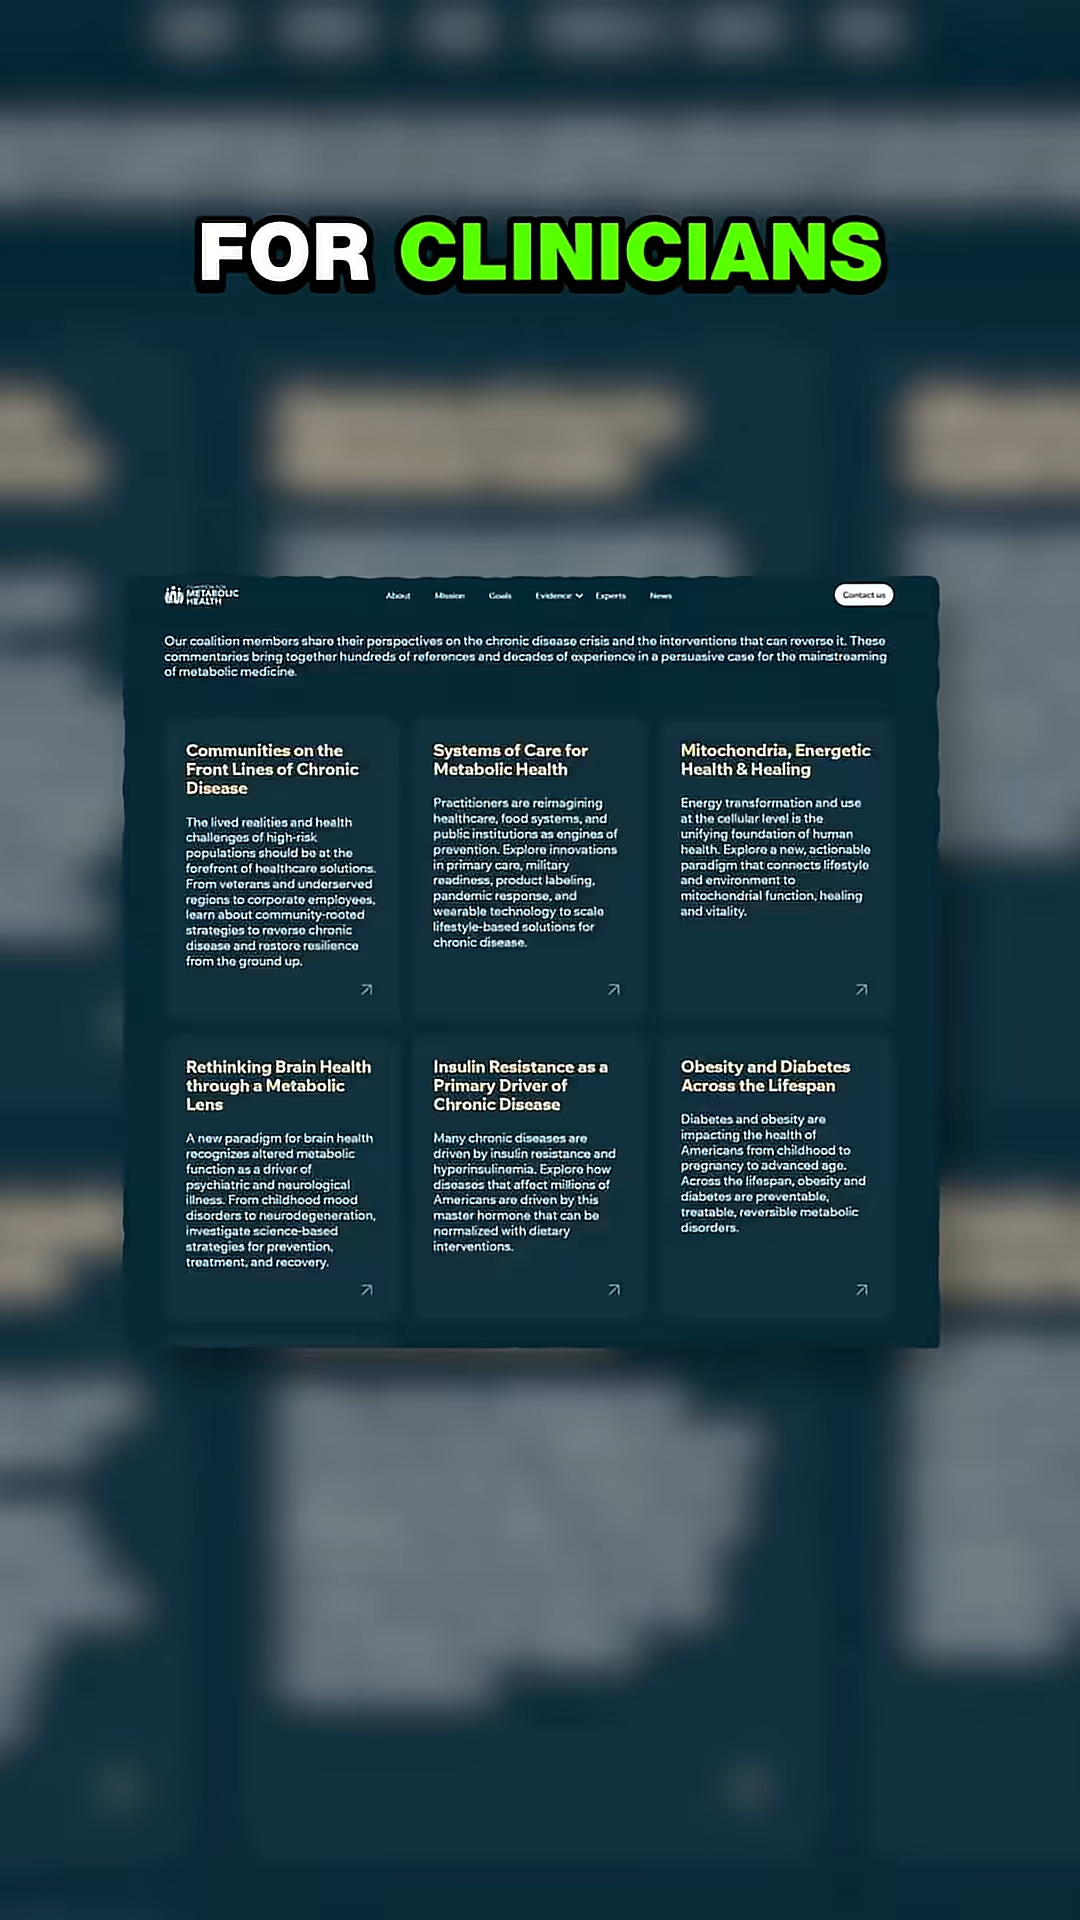 FOR CLINICIANS
COALITION FOR
METABOLIC
HEALTH
About
Mission
Goals
Evidence
Experts
News
Contact us
Our coalition members share their perspectives on the chronic disease crisis and the interventions that can reverse it. These
commentaries bring together hundreds of references and decades of experience in a persuasive case for the mainstreaming
of metabolic medicine.
Communities on the
Front Lines of Chronic
Disease
The lived realities and health
challenges of high-risk
populations should be at the
forefront of healthcare solutions.
From veterans and underserved
regions to corporate employees,
learn about community-rooted
strategies to reverse chronic
disease and restore resilience
from the ground up.
Systems of Care for
Metabolic Health
Practitioners are reimagining
healthcare, food systems, and
public institutions as engines of
prevention. Explore innovations
in primary care, military
readiness, product labeling,
pandemic response, and
wearable technology to scale
lifestyle-based solutions for
chronic disease.
Mitochondria, Energetic
Health & Healing
Energy transformation and use
at the cellular level is the
unifying foundation of human
health. Explore a new, actionable
paradigm that connects lifestyle
and environment to
mitochondrial function, healing
and vitality.
Rethinking Brain Health
through a Metabolic
Lens
A new paradigm for brain health
recognizes altered metabolic
function as a driver of
psychiatric and neurological
illness. From childhood mood
disorders to neurodegeneration,
investigate science-based
strategies for prevention,
treatment, and recovery.
Insulin Resistance as a
Primary Driver of
Chronic Disease
Many chronic diseases are
driven by insulin resistance and
hyperinsulinemia. Explore how
diseases that affect millions of
Americans are driven by this
master hormone that can be
normalized with dietary
interventions.
Obesity and Diabetes
Across the Lifespan
Diabetes and obesity are
impacting the health of
Americans from childhood to
pregnancy to advanced age.
Across the lifespan, obesity and
diabetes are preventable,
treatable, reversible metabolic
disorders.